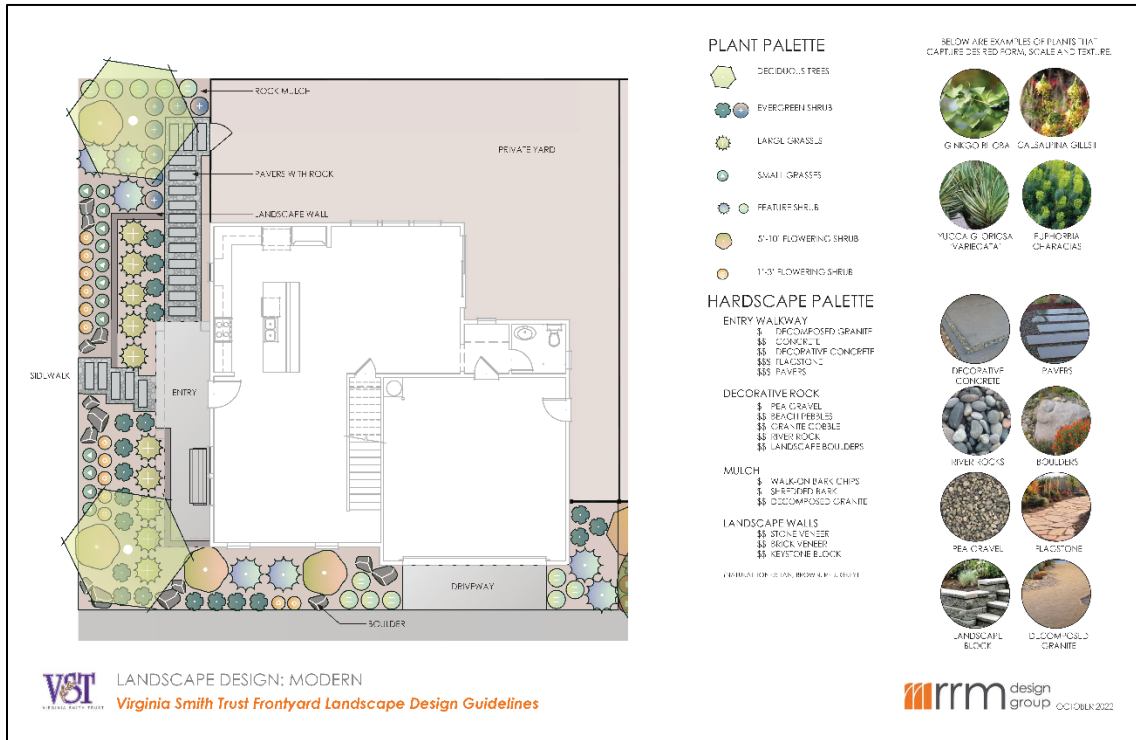 PLANT PALETTE
DECIDUOUS TREES
EVERGREEN SHRUB
LARGE GRASSES
SMALL GRASSES
FEATURE SHRUB
5'-10' FLOWERING SHRUB
1'-3' FLOWERING SHRUB
HARDSCAPE PALETTE
ENTRY WALKWAY
$ DECOMPOSED GRANITE
$$ CONCRETE
$$ DECORATIVE CONCRETE
$$$ FLAGSTONE
$$$ PAVERS
DECORATIVE ROCK
$ PEA GRAVEL
$$ BEACH PEBBLES
$$ GRANITE COBBLE
$$ RIVER ROCK
$$ LANDSCAPE BOULDERS
MULCH
$ WALK-ON BARK CHIPS
$ SHREDDED BARK
$$ DECOMPOSED GRANITE
LANDSCAPE WALLS
$$ STONE VENEER
$$ BRICK VENEER
$$ KEYSTONE BLOCK
BELOW ARE EXAMPLES OF PLANTS THAT
CAPTURE DESIRED FORM, SCALE AND TEXTURE.
GINKGO BILOBA
CAESALPINA GILLSII
YUCCA GLORIOSA
'VARIEGATA'
EUPHORBIA
CHARACIAS
DECORATIVE
CONCRETE
PAVERS
RIVER ROCKS
BOULDERS
PEA GRAVEL
FLAGSTONE
LANDSCAPE
BLOCK
DECOMPOSED
GRANITE
ROCK MULCH
PRIVATE YARD
PAVERS WITH ROCK
LANDSCAPE WALL
SIDEWALK
ENTRY
DRIVEWAY
BOULDER
VST
VIRGINIA SMITH TRUST
LANDSCAPE DESIGN: MODERN
Virginia Smith Trust Frontyard Landscape Design Guidelines
rrm design
group
OCTOBER 2022